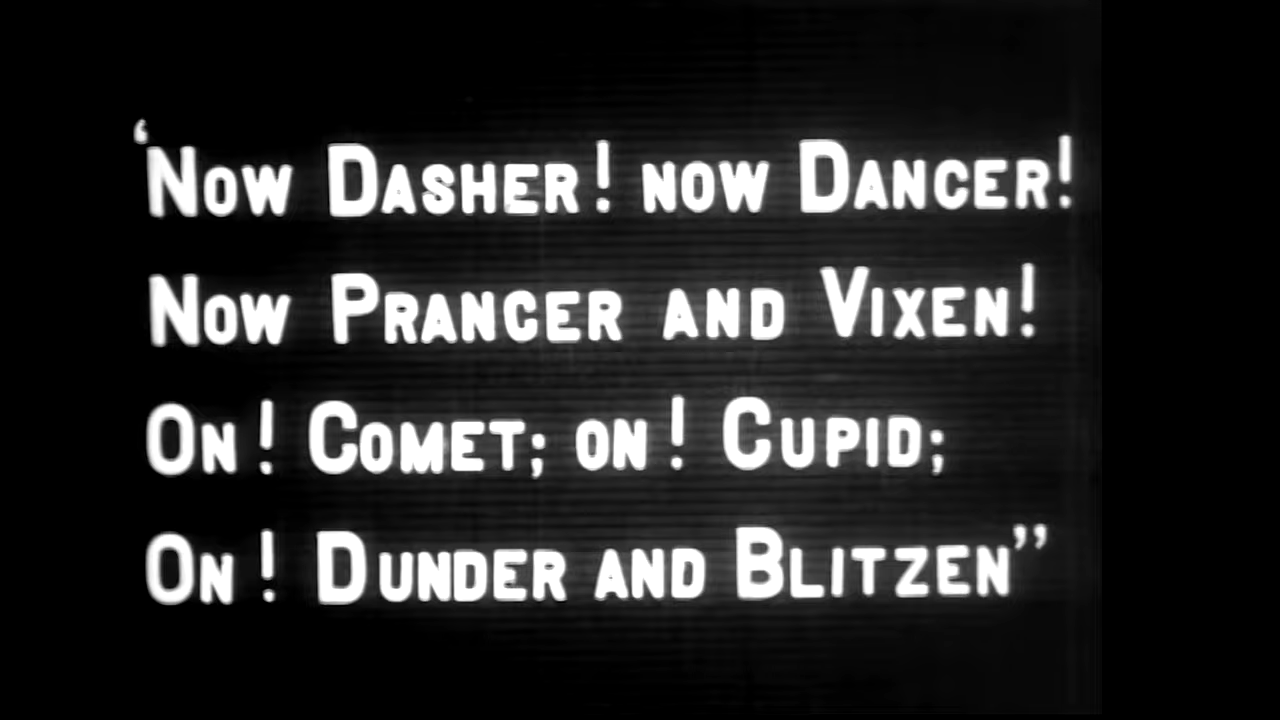 ‘Now Dasher! now Dancer!
Now Prancer and Vixen!
On! Comet; on! Cupid;
On! Dunder and Blitzen”